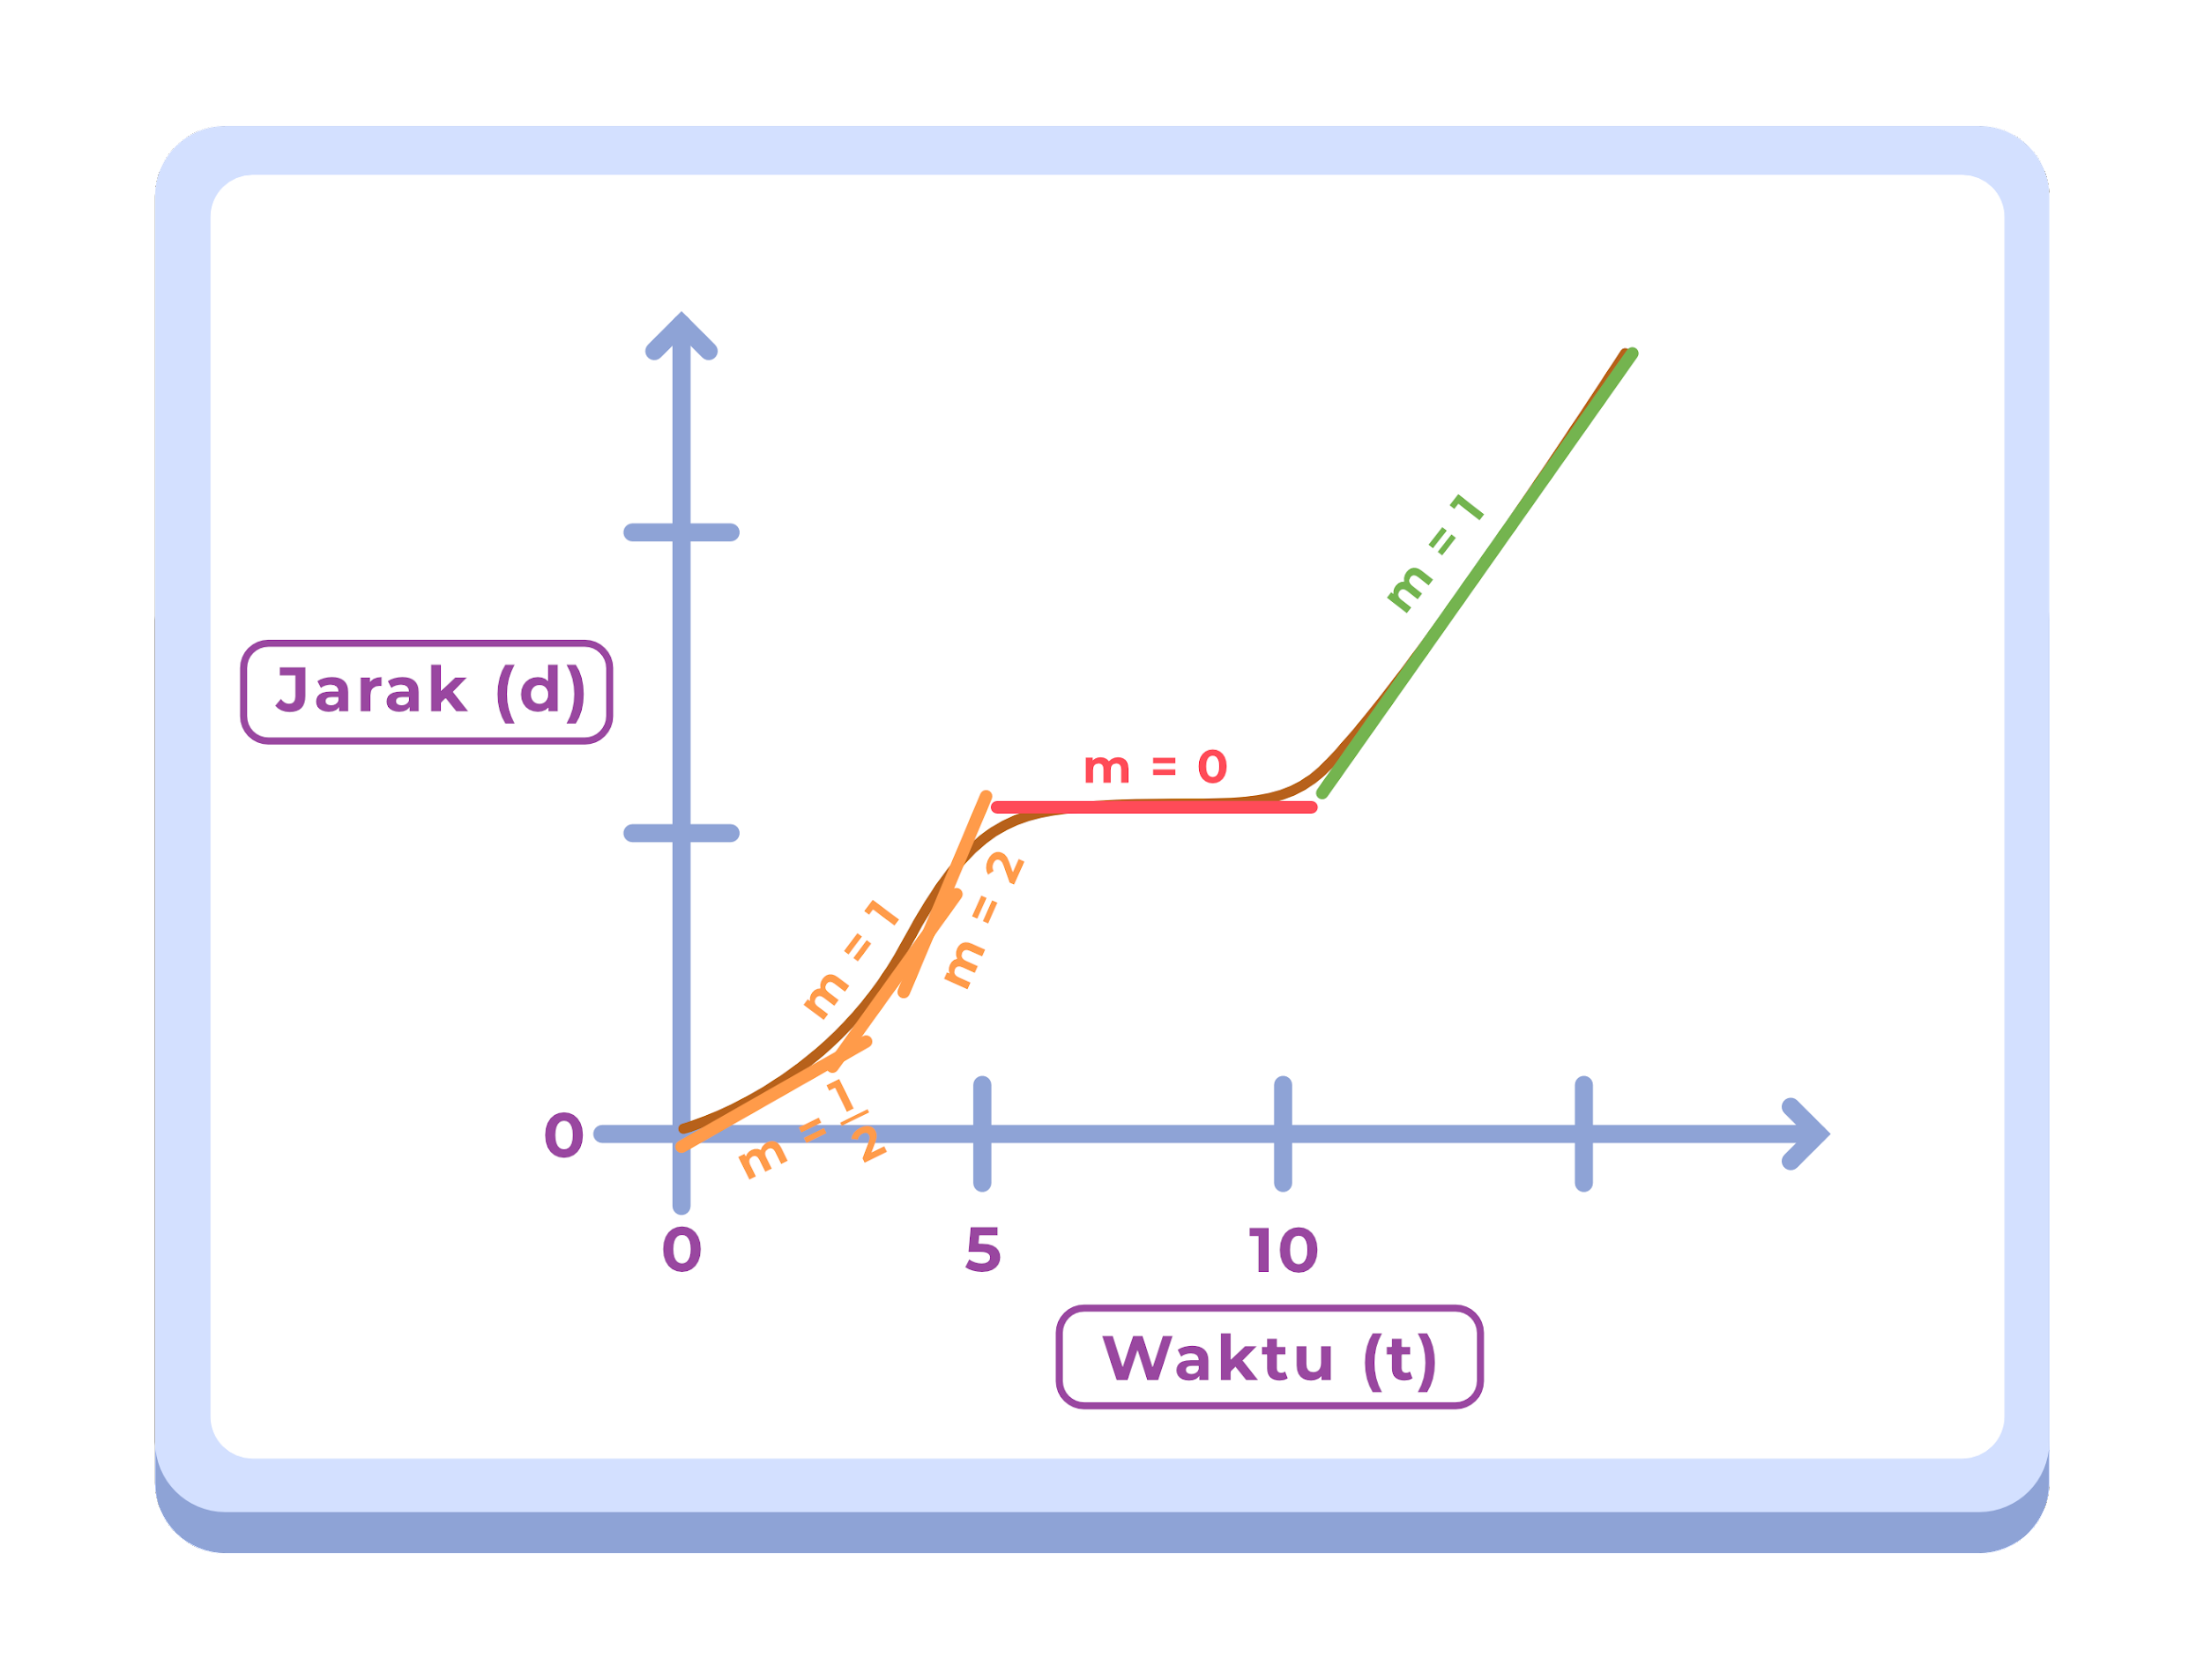 m = 1
Jarak (d)
m = 0
m = 2
m = 1
m = 1/2
0
0
5
10
Waktu (t)